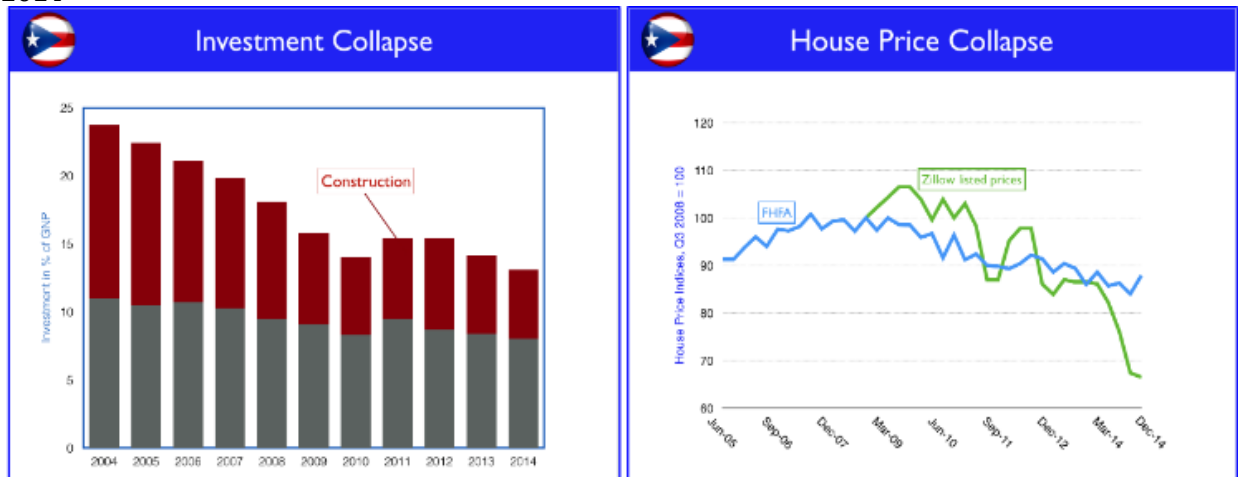 Investment Collapse
25
20
15
10
5
0
Investment in % of GNP
Construction
2004 2005 2006 2007 2008 2009 2010 2011 2012 2013 2014
House Price Collapse
120
110
100
90
80
70
60
House Price Indices, Q3 2008 = 100
Zillow listed prices
FHFA
Jun-05 Sep-06 Dec-07 Mar-09 Jun-10 Sep-11 Dec-12 Mar-14 Dec-14